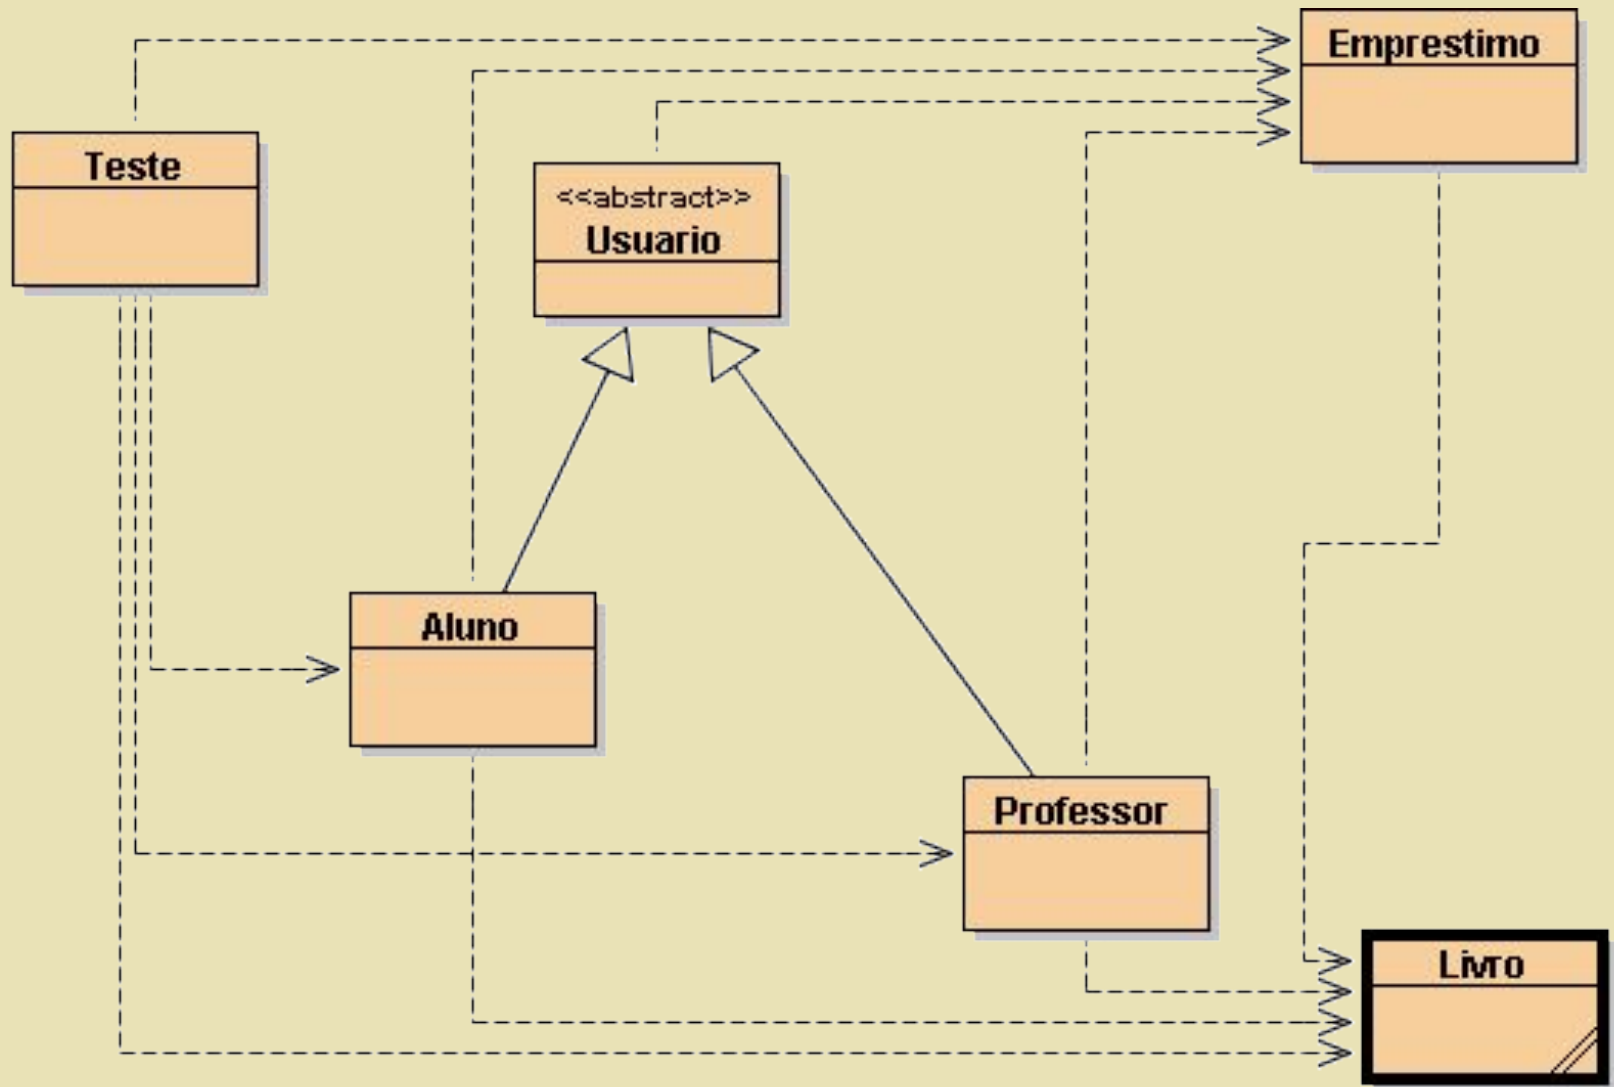 Emprestimo
Teste
<<abstract>>
Usuario
Aluno
Professor
Livro